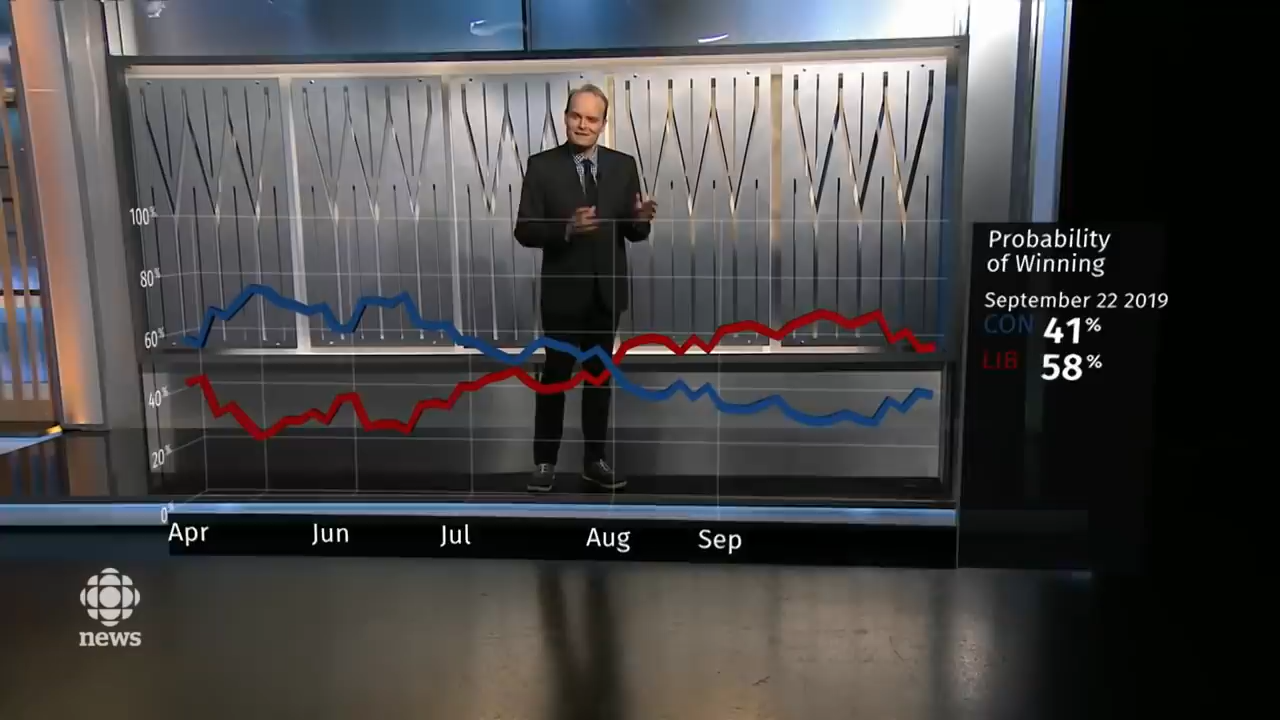 100%
80%
60%
40%
20%
0%
Apr
Jun
Jul
Aug
Sep
Probability
of Winning
September 22 2019
CON 41%
LIB 58%
news